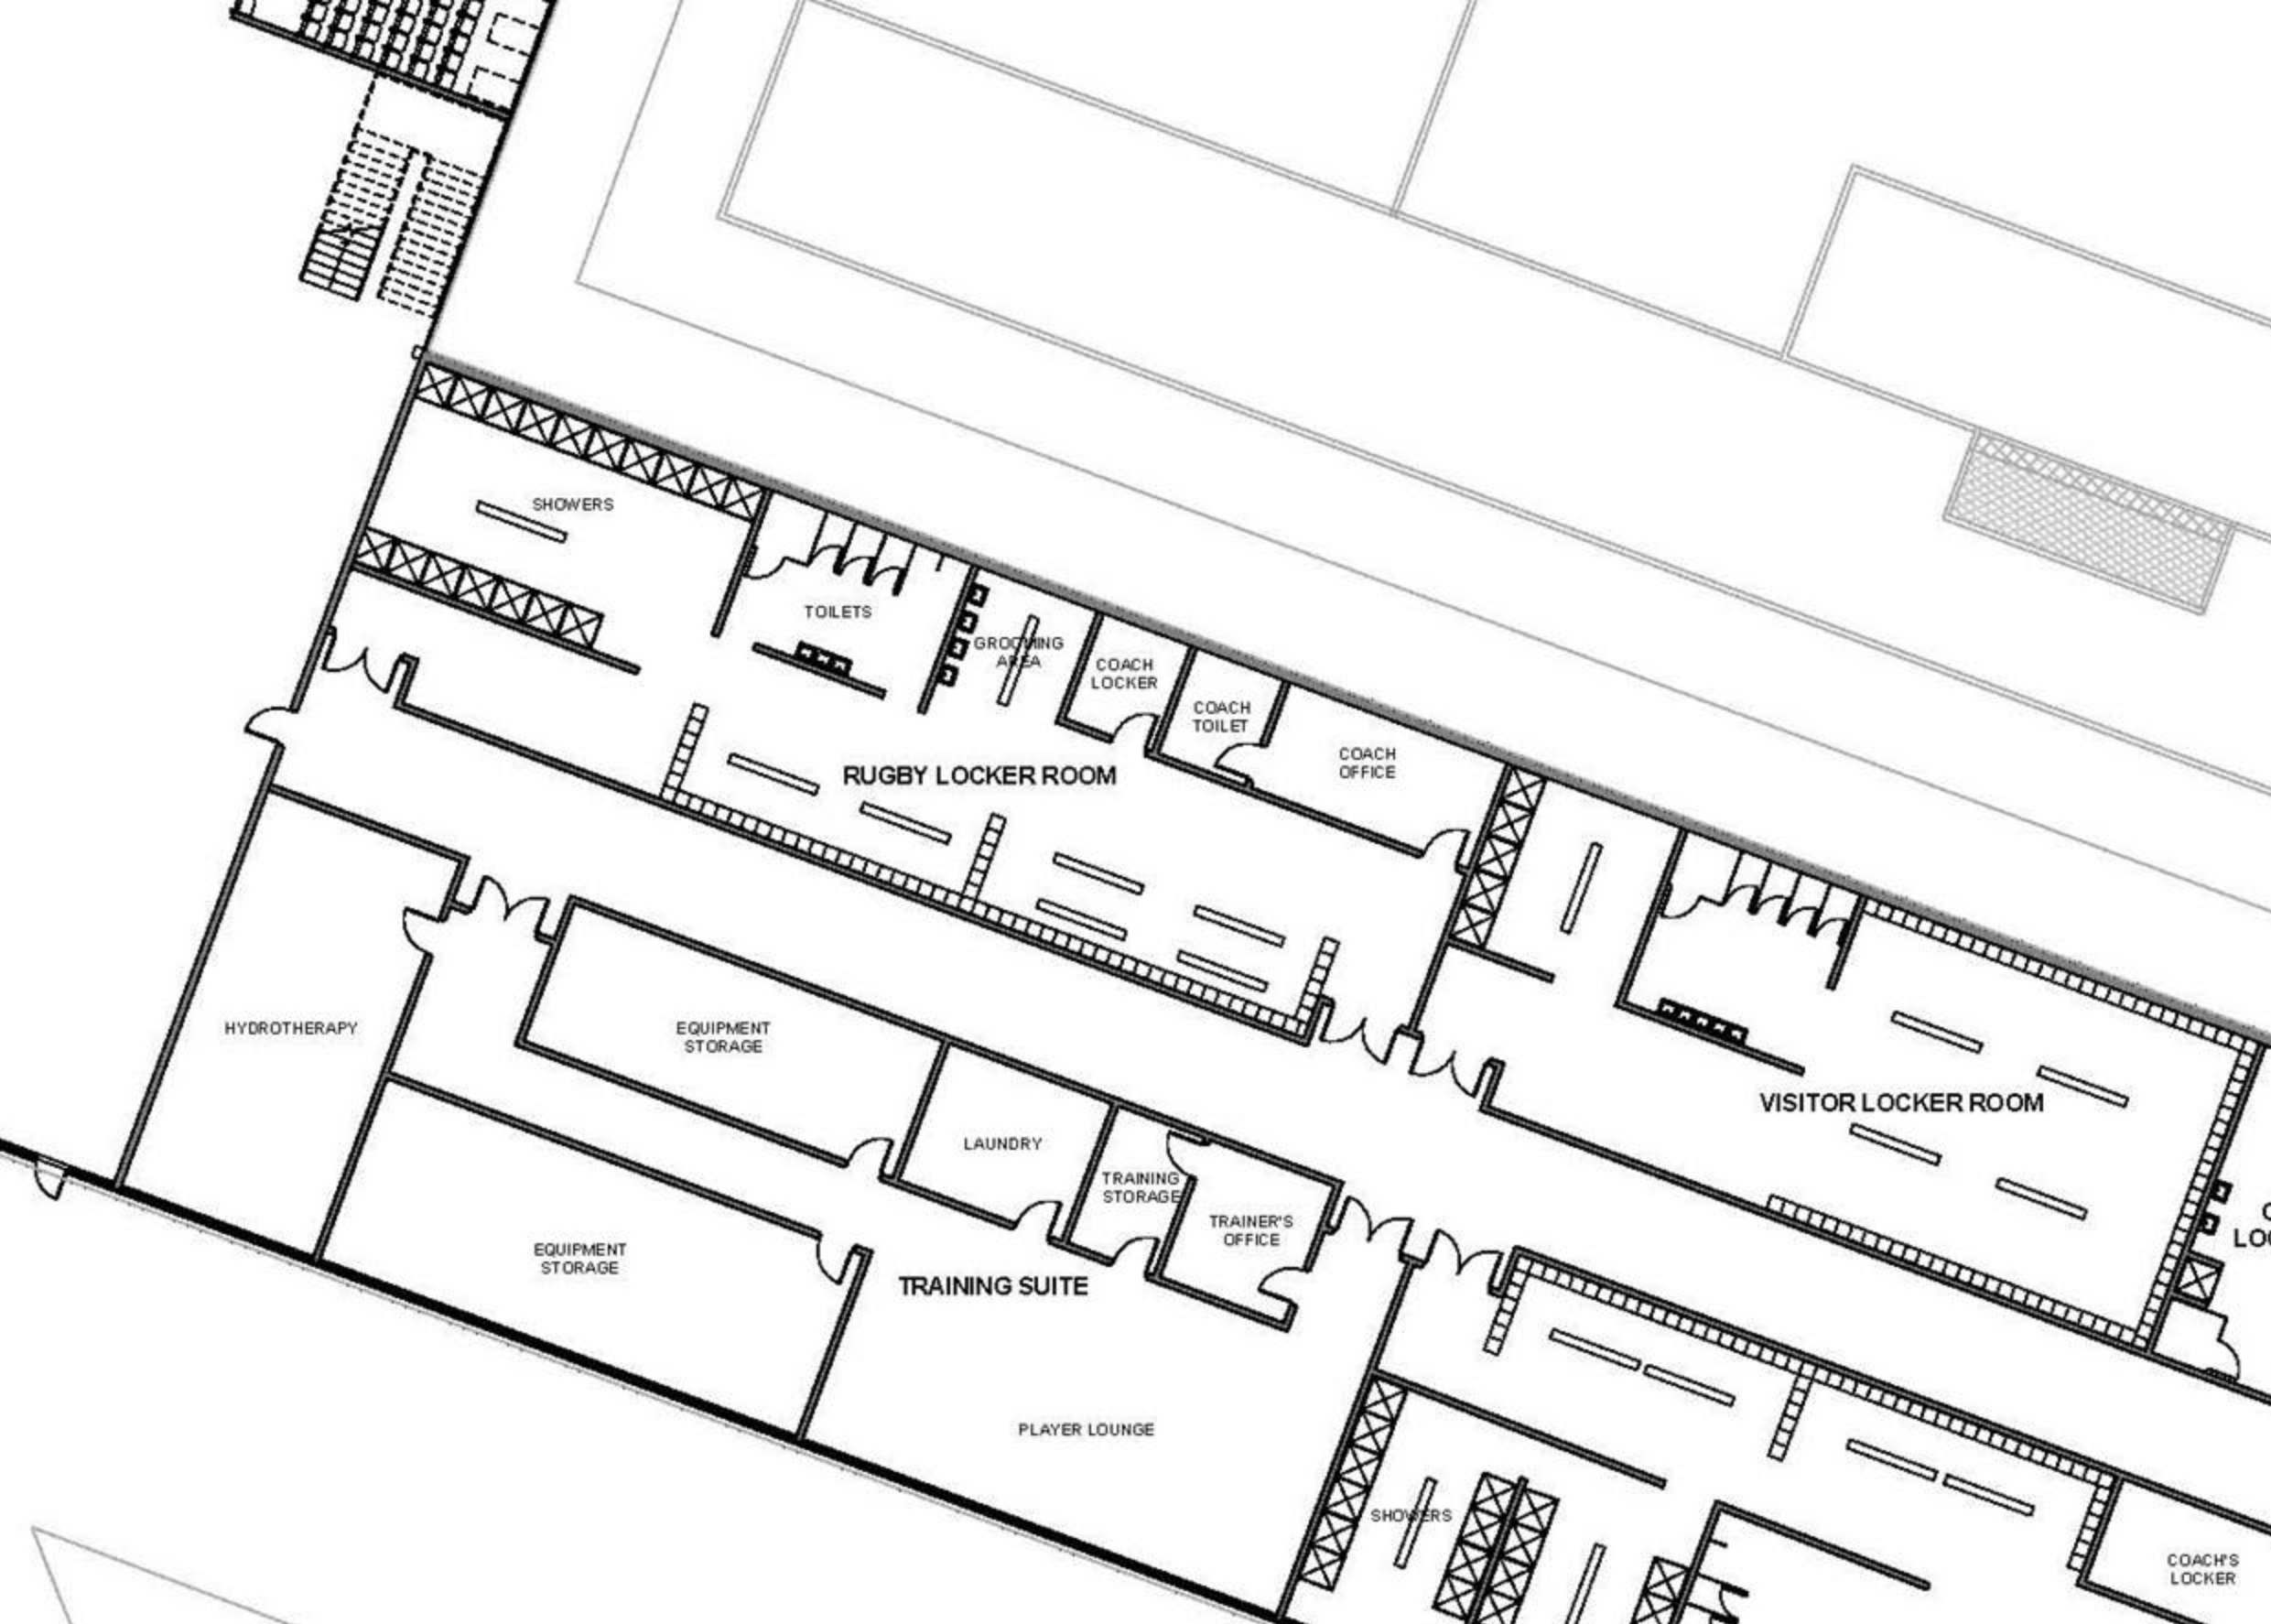 SHOWERS
TOILETS
GROOMING
AREA
COACH
LOCKER
COACH
TOILET
COACH
OFFICE
RUGBY LOCKER ROOM
HYDROTHERAPY
EQUIPMENT
STORAGE
VISITOR LOCKER ROOM
LAUNDRY
TRAINING
STORAGE
TRAINER'S
OFFICE
EQUIPMENT
STORAGE
TRAINING SUITE
PLAYER LOUNGE
SHOWERS
COACH'S
LOCKER